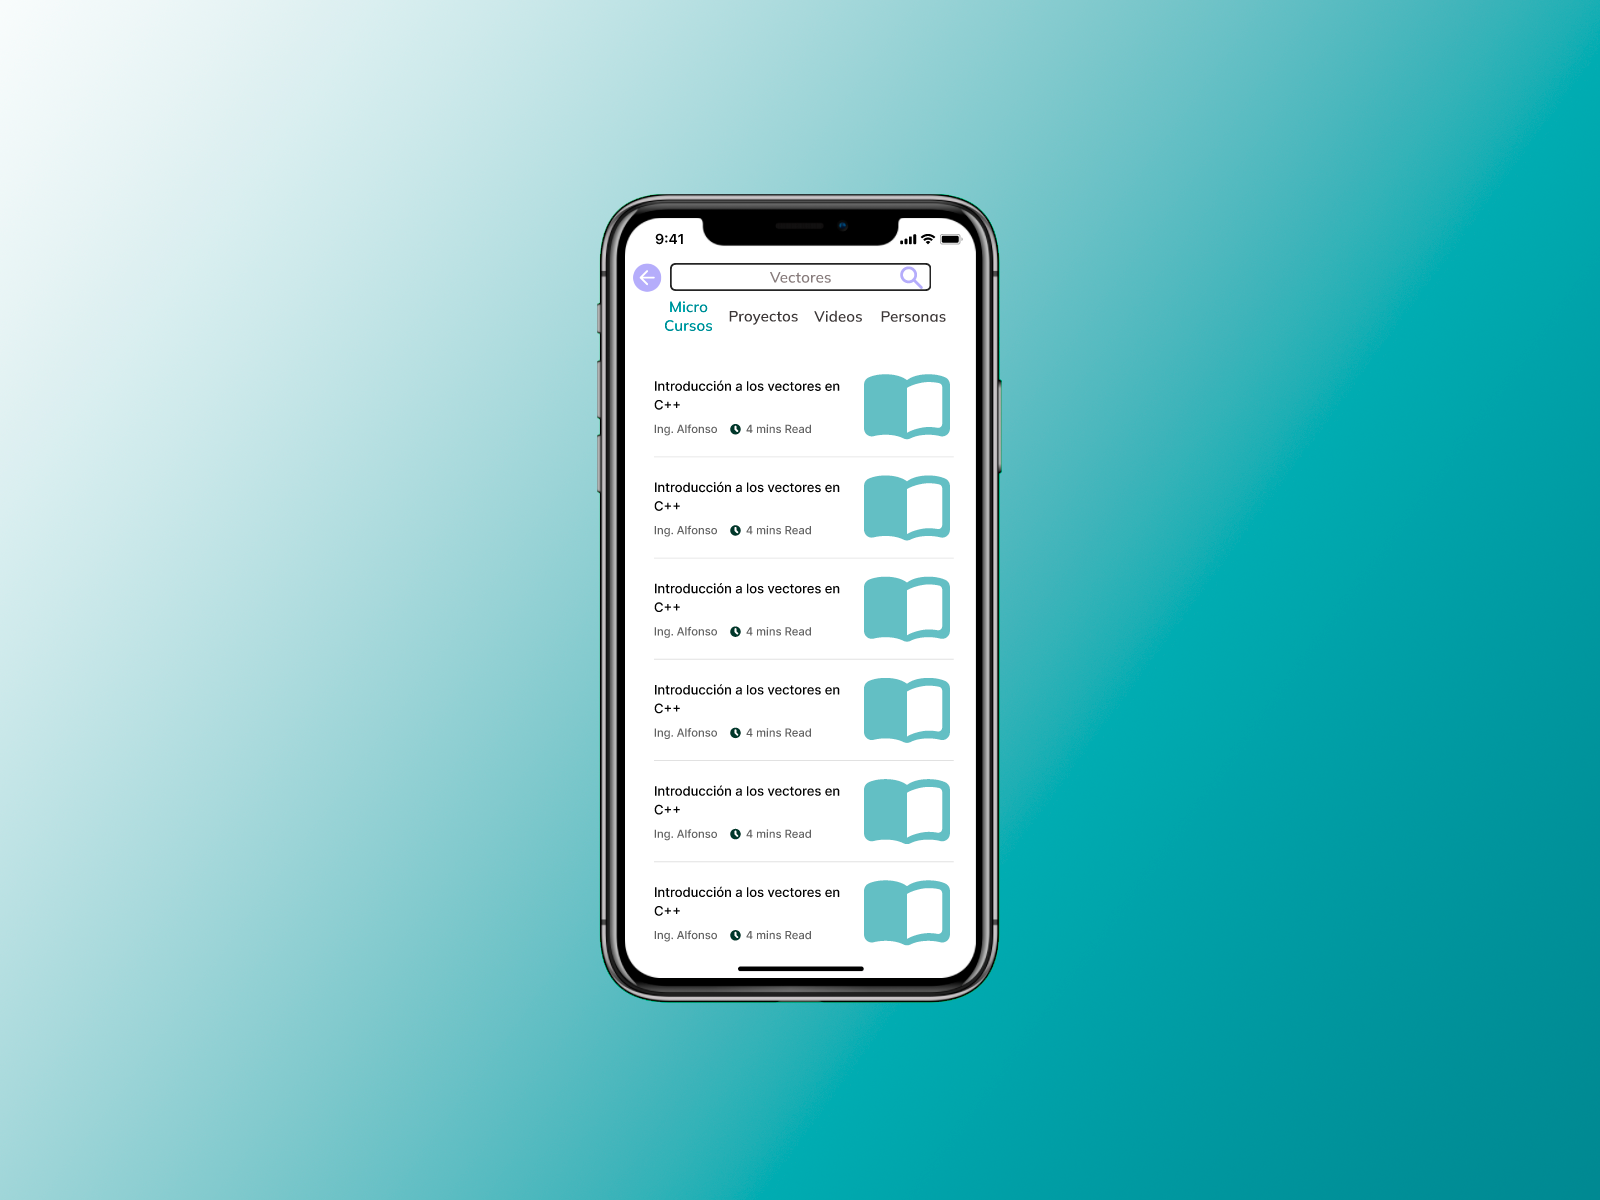 9:41
Vectores
Micro
Cursos
Proyectos
Videos
Personas
Introducción a los vectores en
C++
Ing. Alfonso 4 mins Read
Introducción a los vectores en
C++
Ing. Alfonso 4 mins Read
Introducción a los vectores en
C++
Ing. Alfonso 4 mins Read
Introducción a los vectores en
C++
Ing. Alfonso 4 mins Read
Introducción a los vectores en
C++
Ing. Alfonso 4 mins Read
Introducción a los vectores en
C++
Ing. Alfonso 4 mins Read